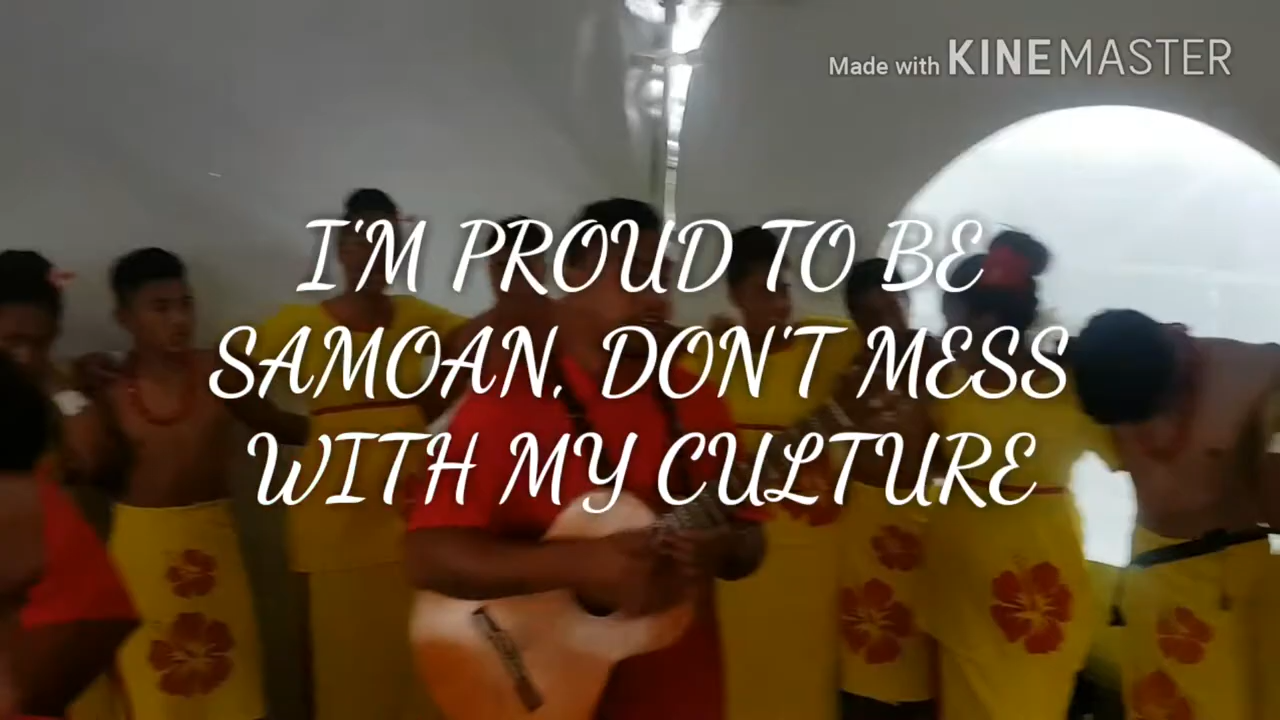 Made with KINEMASTER
I'M PROUD TO BE
SAMOAN. DON'T MESS
WITH MY CULTURE